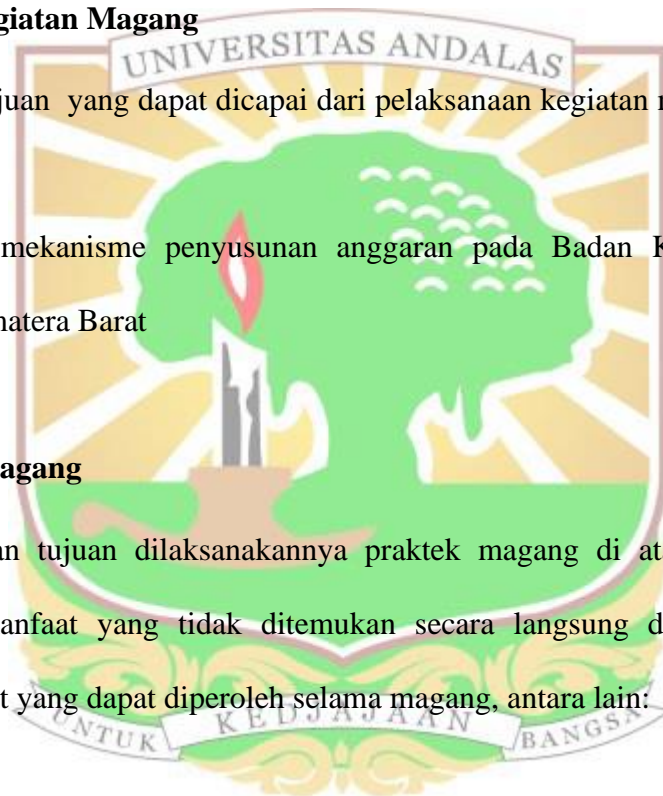 giatan Magang
UNIVERSITAS ANDALAS
juan yang dapat dicapai dari pelaksanaan kegiatan
mekanisme penyusunan anggaran pada Badan K
natera Barat
agang
an tujuan dilaksanakannya praktek magang di at
anfaat yang tidak ditemukan secara langsung d
t yang dapat diperoleh selama magang, antara lain:
UNTUK KEDJAJAAN BANGSA